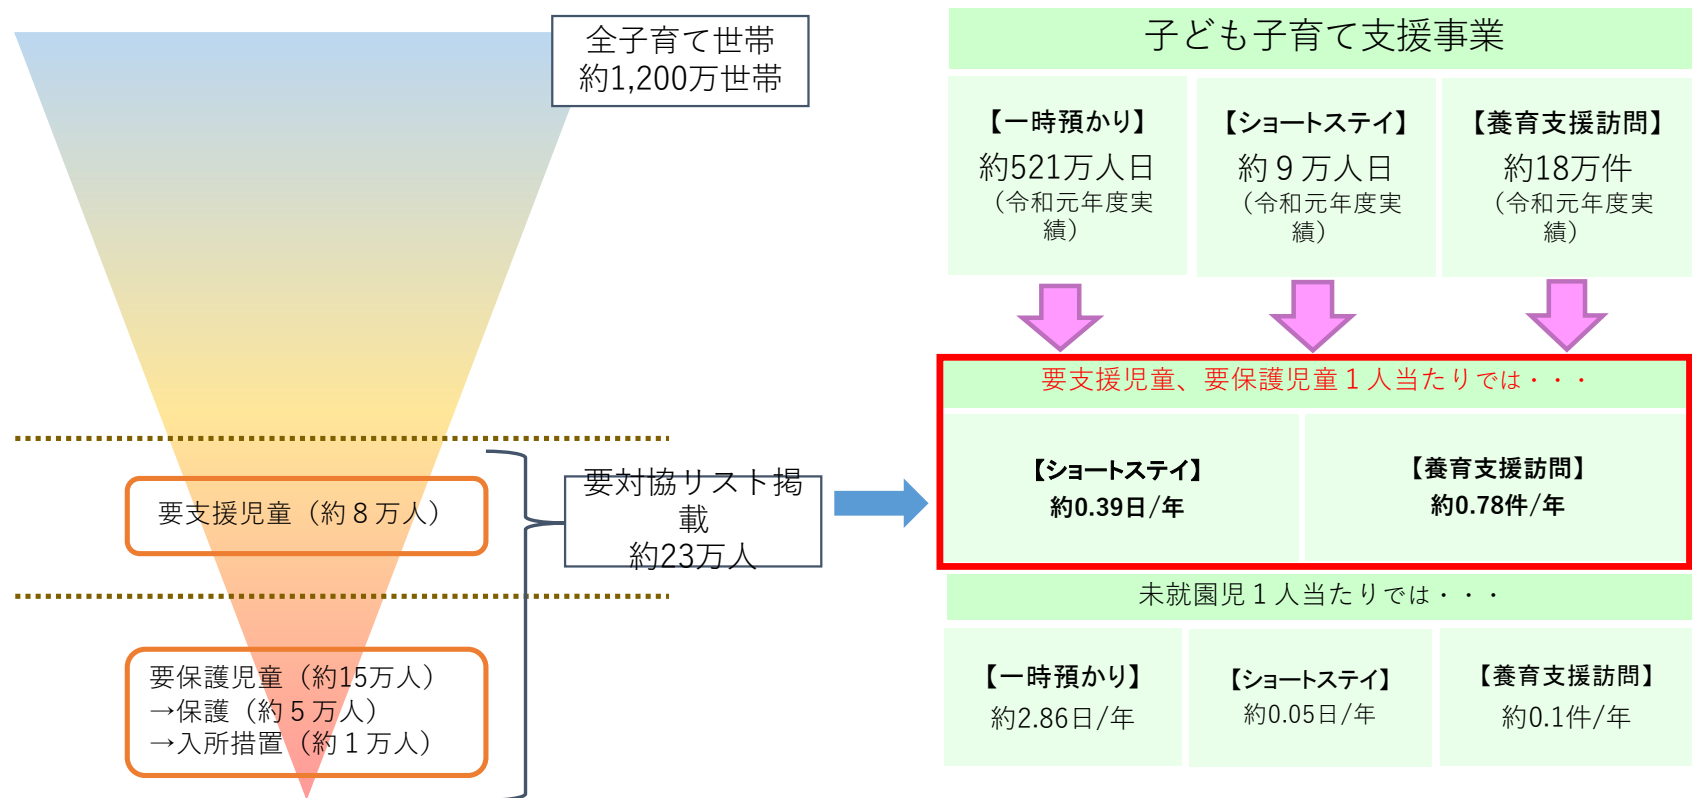 全子育て世帯
約1,200万世帯
要支援児童（約８万人）
要対協リスト掲
載
約23万人
要保護児童（約15万人）
→保護（約５万人）
→入所措置（約１万人）
子ども子育て支援事業
【一時預かり】
約521万人日
（令和元年度実
績）
【ショートステイ】
約９万人日
（令和元年度実
績）
【養育支援訪問】
約18万件
（令和元年度実
績）
要支援児童、要保護児童１人当たりでは・・・
【ショートステイ】
約0.39日/年
【養育支援訪問】
約0.78件/年
未就園児１人当たりでは・・・
【一時預かり】
約2.86日/年
【ショートステイ】
約0.05日/年
【養育支援訪問】
約0.1件/年